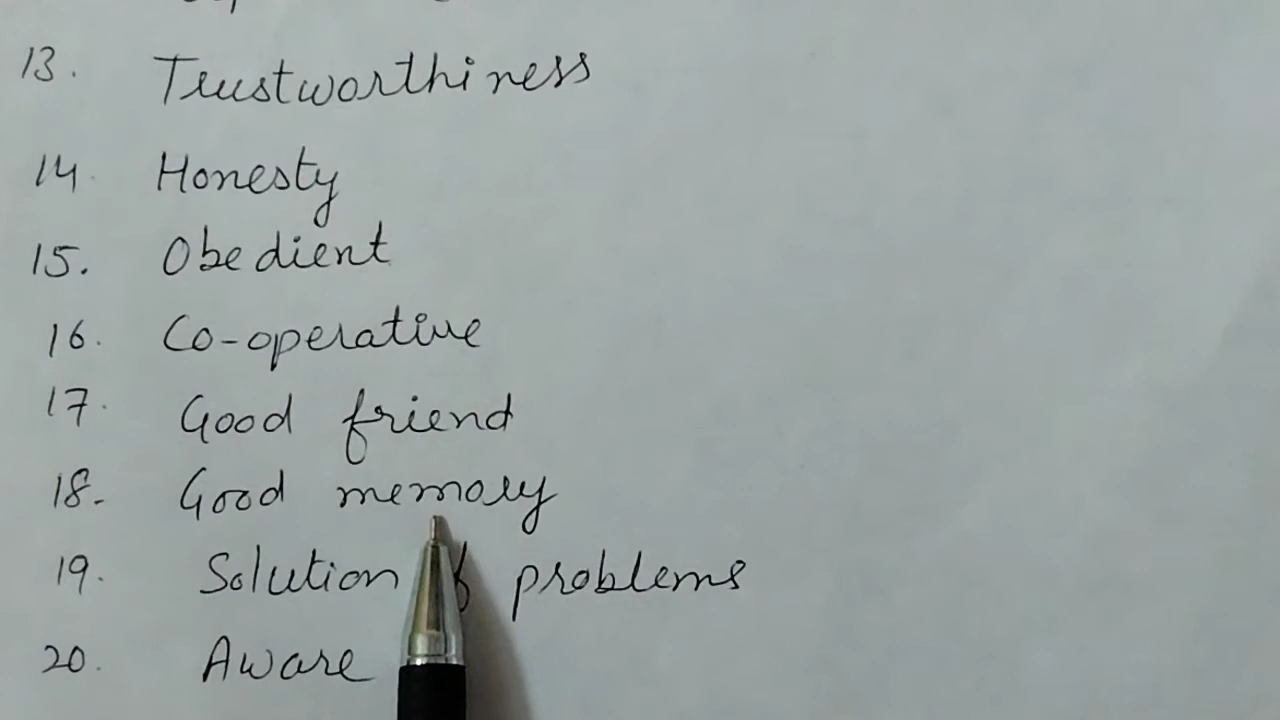 13. Trustworthiness
14. Honesty
15. Obedient
16. Co-operative
17. Good friend
18. Good memory
19. Solution problems
20. Aware